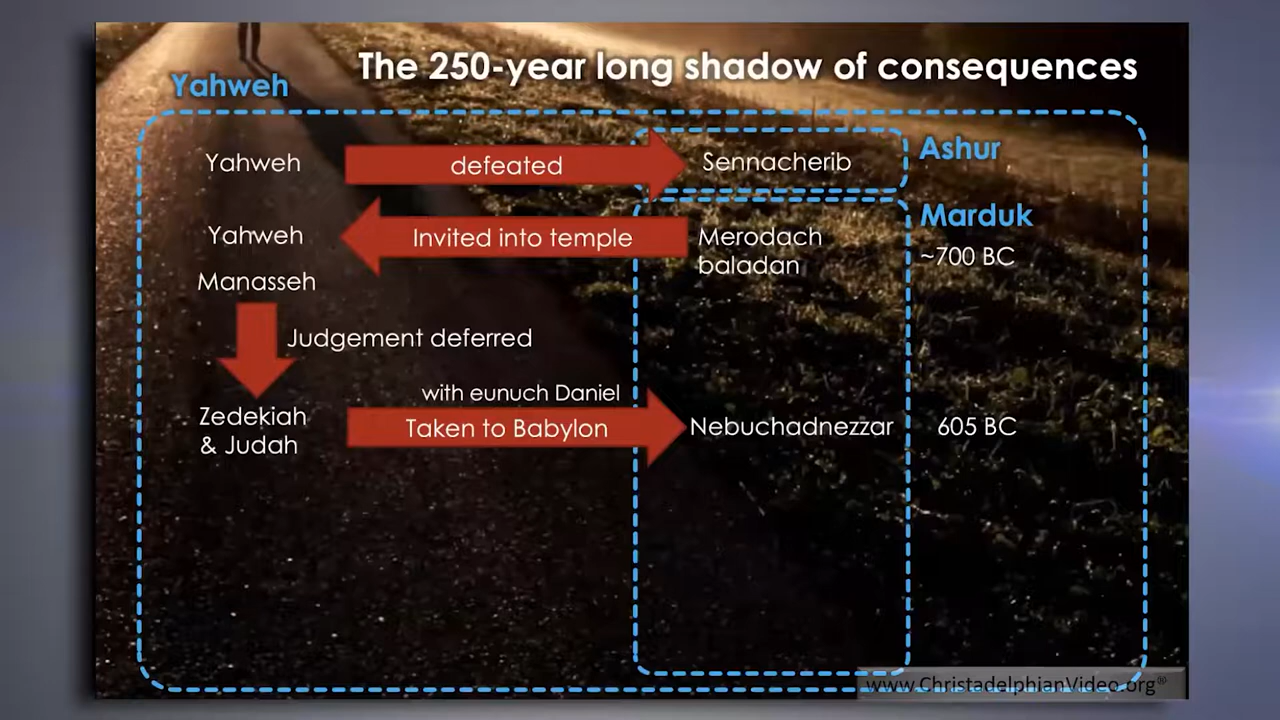 The 250-year long shadow of consequences
Yahweh
Yahweh
defeated
Sennacherib
Ashur
Yahweh
Invited into temple
Merodach
baladan
Marduk
~700 BC
Manasseh
Judgement deferred
with eunuch Daniel
Zedekiah
& Judah
Taken to Babylon
Nebuchadnezzar
605 BC
www.ChristadelphianVideo.org®